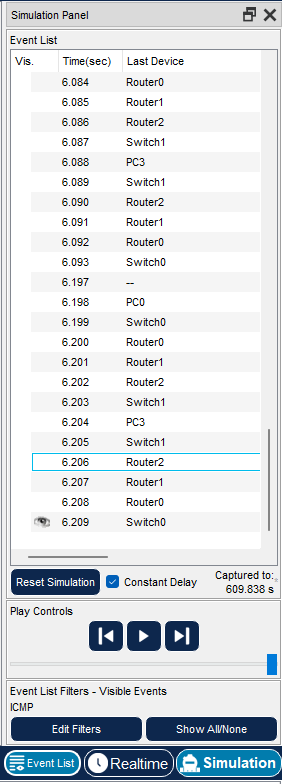 Simulation Panel
Event List
Vis. Time(sec) Last Device
6.084 Router0
6.085 Router1
6.086 Router2
6.087 Switch1
6.088 PC3
6.089 Switch1
6.090 Router2
6.091 Router1
6.092 Router0
6.093 Switch0
6.197 --
6.198 PC0
6.199 Switch0
6.200 Router0
6.201 Router1
6.202 Router2
6.203 Switch1
6.204 PC3
6.205 Switch1
6.206 Router2
6.207 Router1
6.208 Router0
6.209 Switch0
Reset Simulation Constant Delay Captured to:
609.838 s
Play Controls
Event List Filters - Visible Events
ICMP
Edit Filters Show All/None
Event List Realtime Simulation